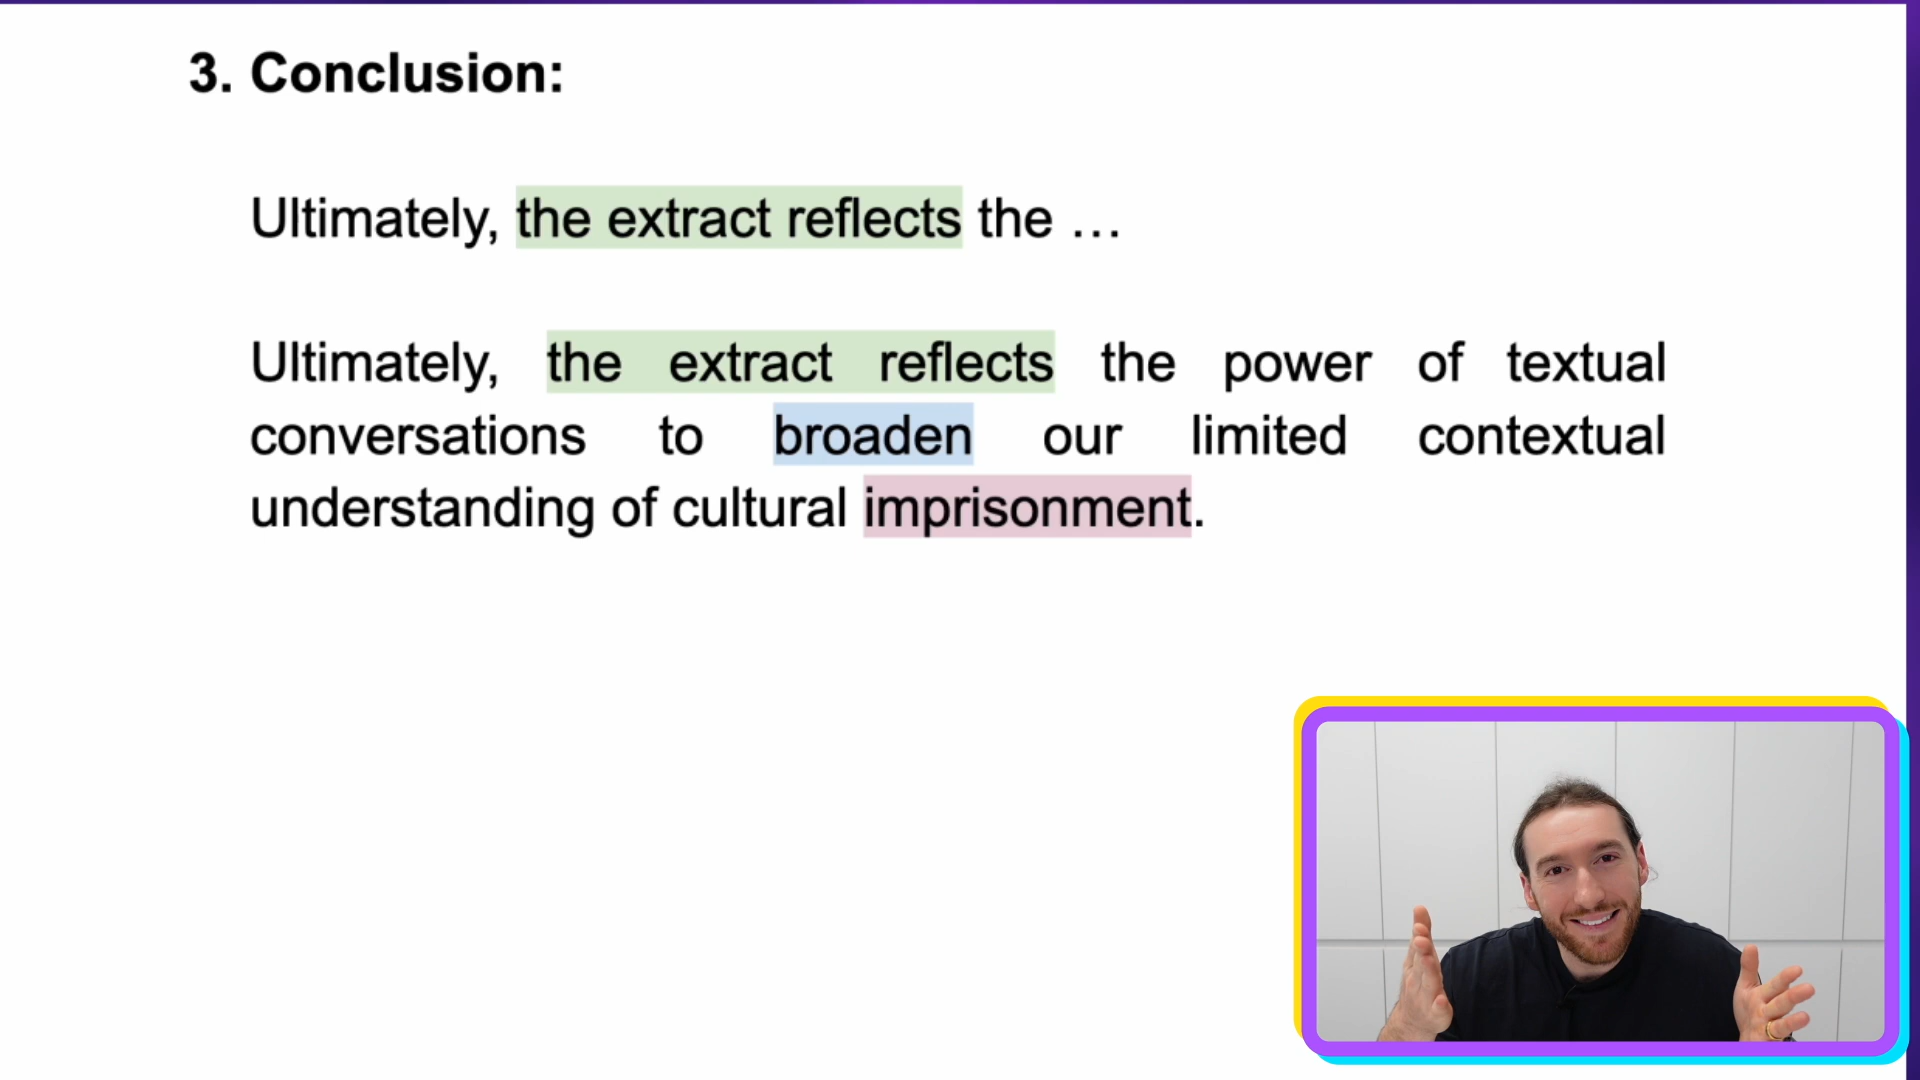 3. Conclusion:
Ultimately, the extract reflects the ...
Ultimately, the extract reflects the power of textual
conversations to broaden our limited contextual
understanding of cultural imprisonment.